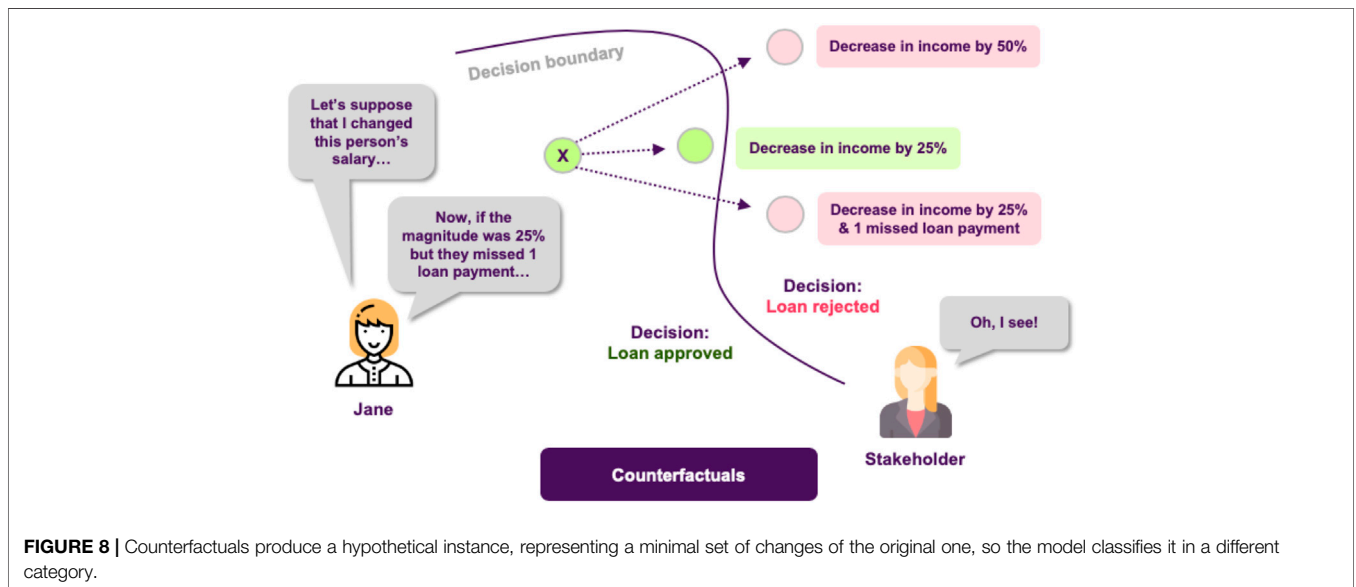 Decision boundary
Decrease in income by 50%
Let's suppose
that I changed
this person's
salary...
X
Decrease in income by 25%
Now, if the
magnitude was 25%
but they missed 1
loan payment...
Decrease in income by 25%
& 1 missed loan payment
Decision:
Loan rejected
Oh, I see!
Decision:
Loan approved
Jane
Stakeholder
Counterfactuals
FIGURE 8 | Counterfactuals produce a hypothetical instance, representing a minimal set of changes of the original one, so the model classifies it in a different
category.